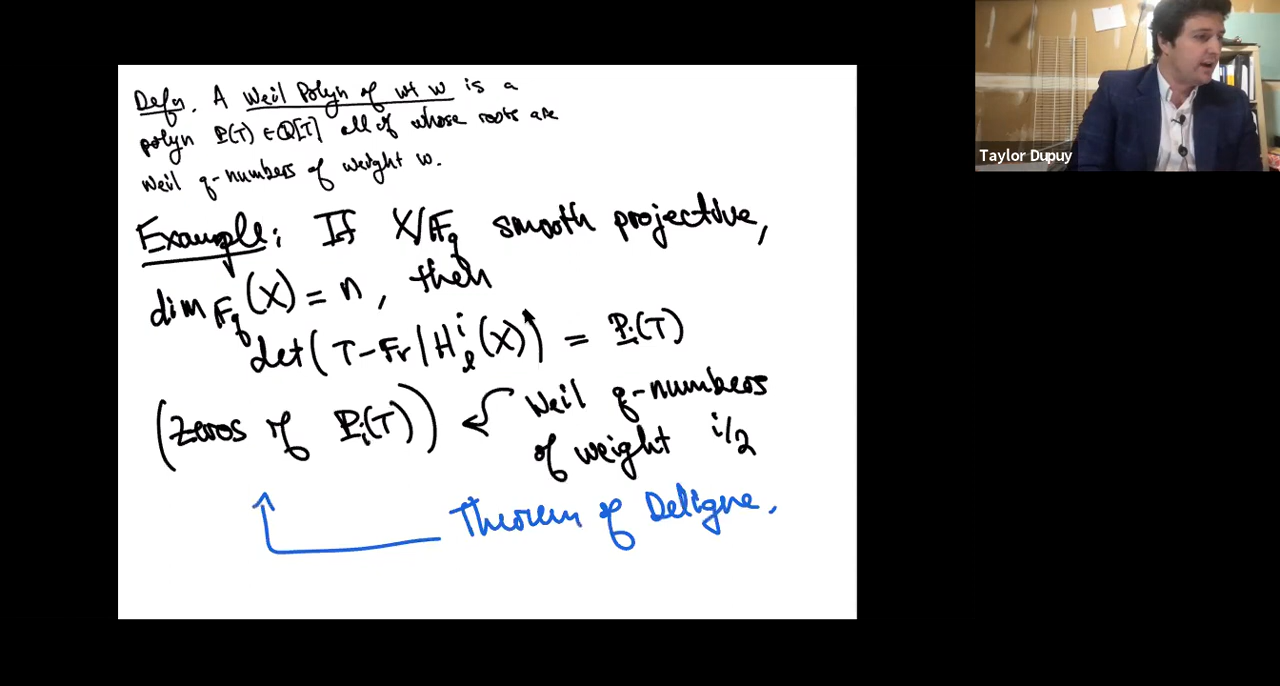 Defn. A Weil Polyn of wt w is a
polyn P(T) ∈ Q[T] all of whose roots are
Weil q-numbers of weight w.
Example: If X/F_q smooth projective,
dim_{F_q}(X) = n, then
det(T-Fr | H^i_ℓ(X)) = P_i(T)
(Zeros of P_i(T)) ← Weil q-numbers
of weight i/2
Theorem of Deligne.
Taylor Dupuy